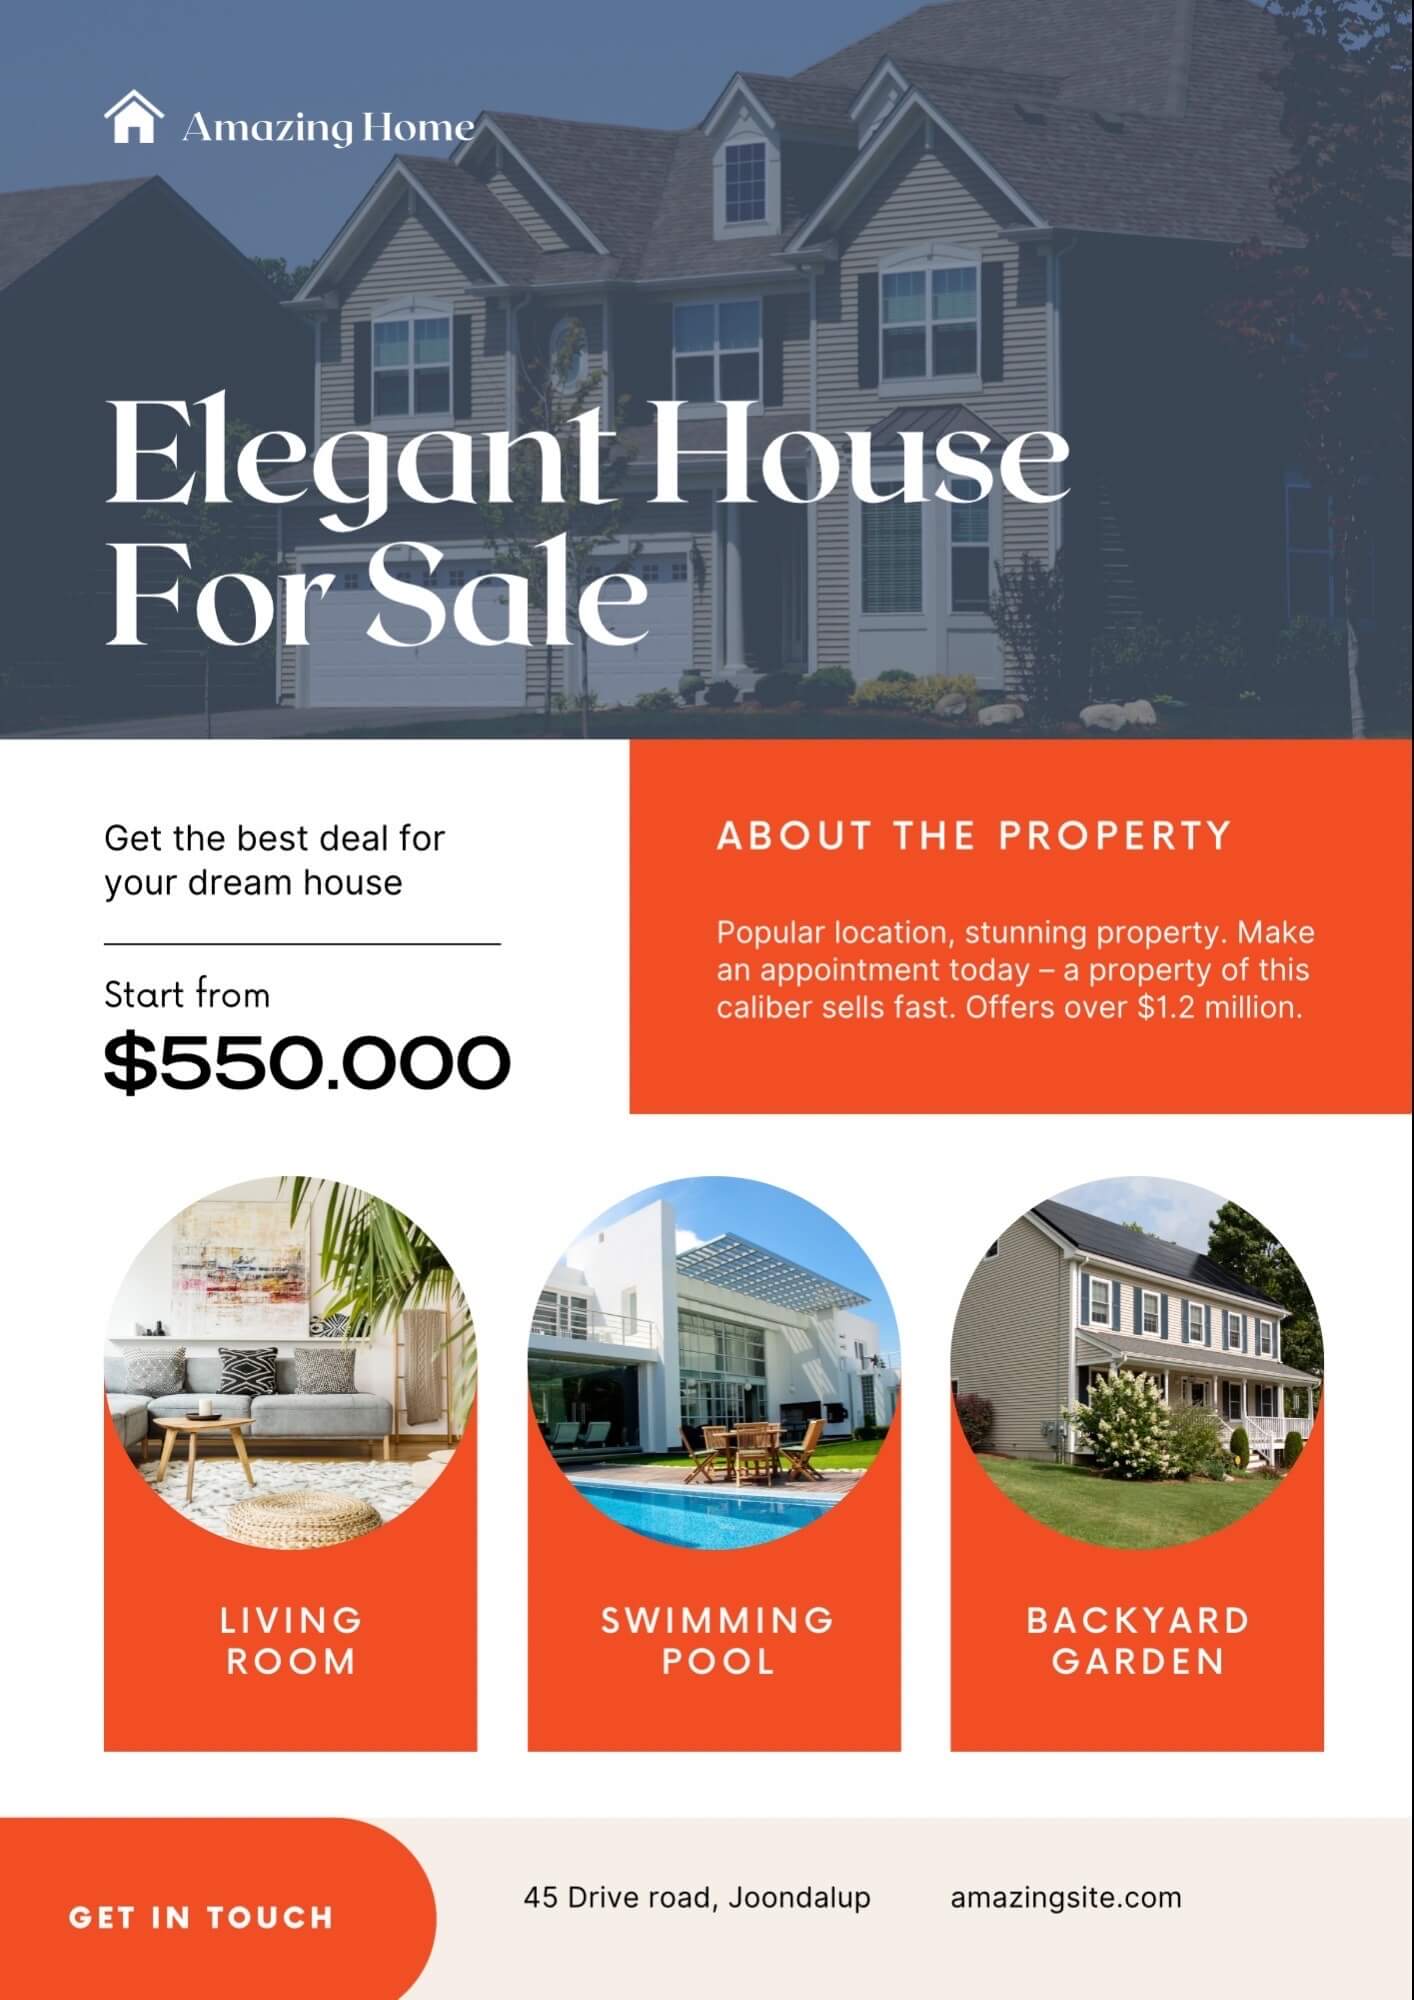 Amazing Home
Elegant House
For Sale
Get the best deal for
your dream house
Start from
$550.000
ABOUT THE PROPERTY
Popular location, stunning property. Make
an appointment today – a property of this
caliber sells fast. Offers over $1.2 million.
LIVING
ROOM
SWIMMING
POOL
BACKYARD
GARDEN
GET IN TOUCH
45 Drive road, Joondalup
amazingsite.com